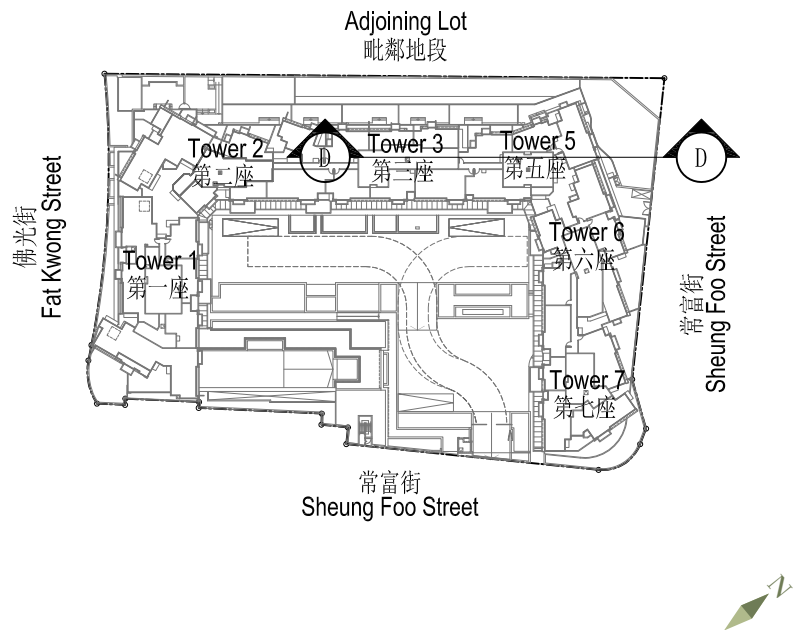 Adjoining Lot
毗鄰地段
Tower 2
第二座
D
Tower 3
第三座
Tower 5
第五座
D
佛光街
Fat Kwong Street
Tower 1
第一座
Tower 6
第六座
常富街
Sheung Foo Street
Tower 7
第七座
常富街
Sheung Foo Street
N